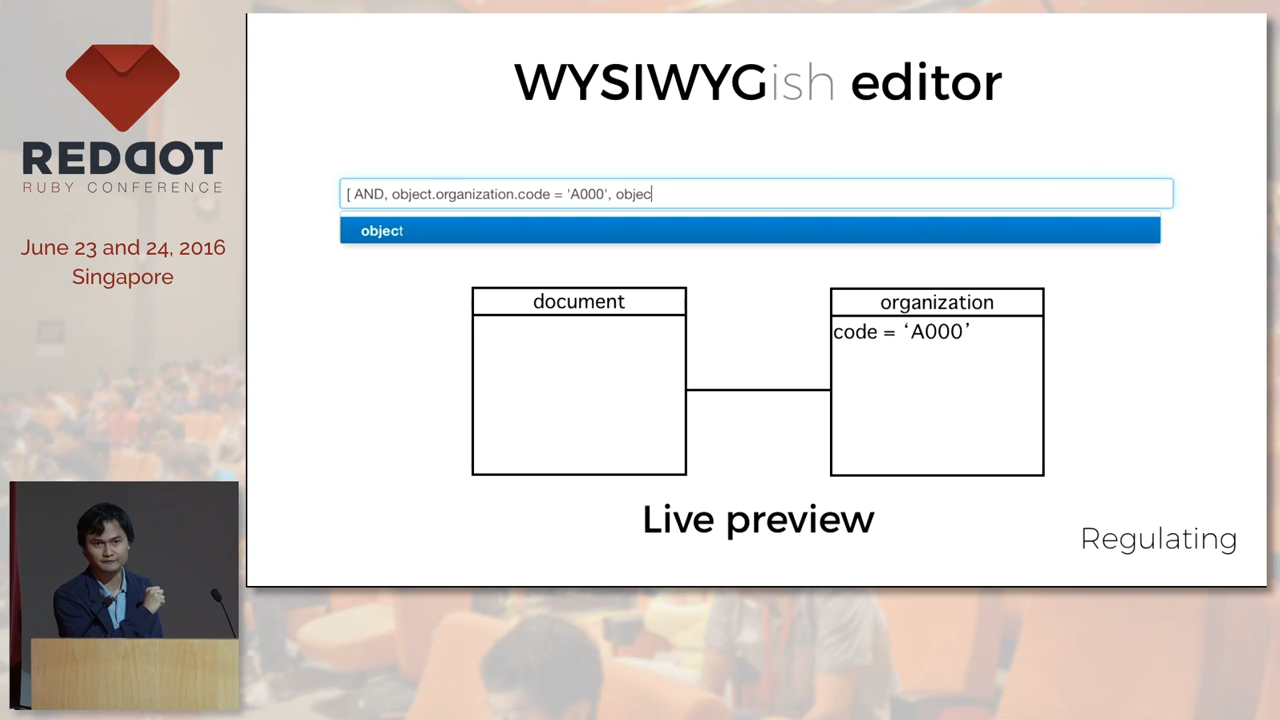 REDDOT
RUBY CONFERENCE
June 23 and 24, 2016
Singapore
WYSIWYGish editor
[ AND, object.organization.code = 'A000', objec
object
document
organization
code = ‘A000’
Live preview
Regulating